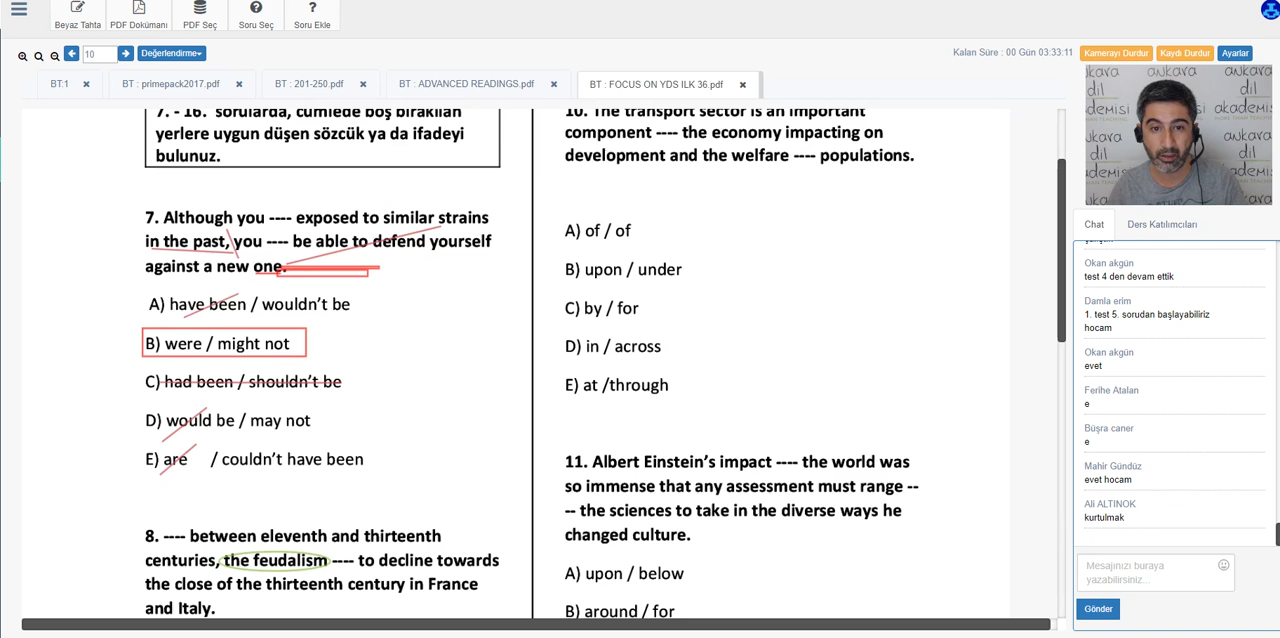 Beyaz Tahta
PDF Dokümanı
PDF Seç
Soru Seç
Soru Ekle
10
Değerlendirme
Kalan Süre : 00 Gün 03:33:11
Kamerayı Durdur
Kaydı Durdur
Ayarlar
BT:1
BT : primepack2017.pdf
BT : 201-250.pdf
BT : ADVANCED READINGS.pdf
BT : FOCUS ON YDS ILK 36.pdf
7. - 16. sorularda, cümlede boş bırakılan
yerlere uygun düşen sözcük ya da ifadeyi
bulunuz.
7. Although you ---- exposed to similar strains
in the past, you ---- be able to defend yourself
against a new one.
A) have been / wouldn't be
B) were / might not
C) had been / shouldn't be
D) would be / may not
E) are / couldn't have been
8. ---- between eleventh and thirteenth
centuries, the feudalism ---- to decline towards
the close of the thirteenth century in France
and Italy.
10. The transport sector is an important
component ---- the economy impacting on
development and the welfare ---- populations.
A) of / of
B) upon / under
C) by / for
D) in / across
E) at /through
11. Albert Einstein's impact ---- the world was
so immense that any assessment must range --
-- the sciences to take in the diverse ways he
changed culture.
A) upon / below
B) around / for
ankara
dil
akademisi
Chat
Ders Katılımcıları
Okan akgün
test 4 den devam ettik
Damla erim
1. test 5. sorudan başlayabiliriz
hocam
Okan akgün
evet
Ferihe Atalan
e
Büşra caner
e
Mahir Gündüz
evet hocam
Ali ALTINOK
kurtulmak
Mesajınızı buraya
yazabilirsiniz...
Gönder